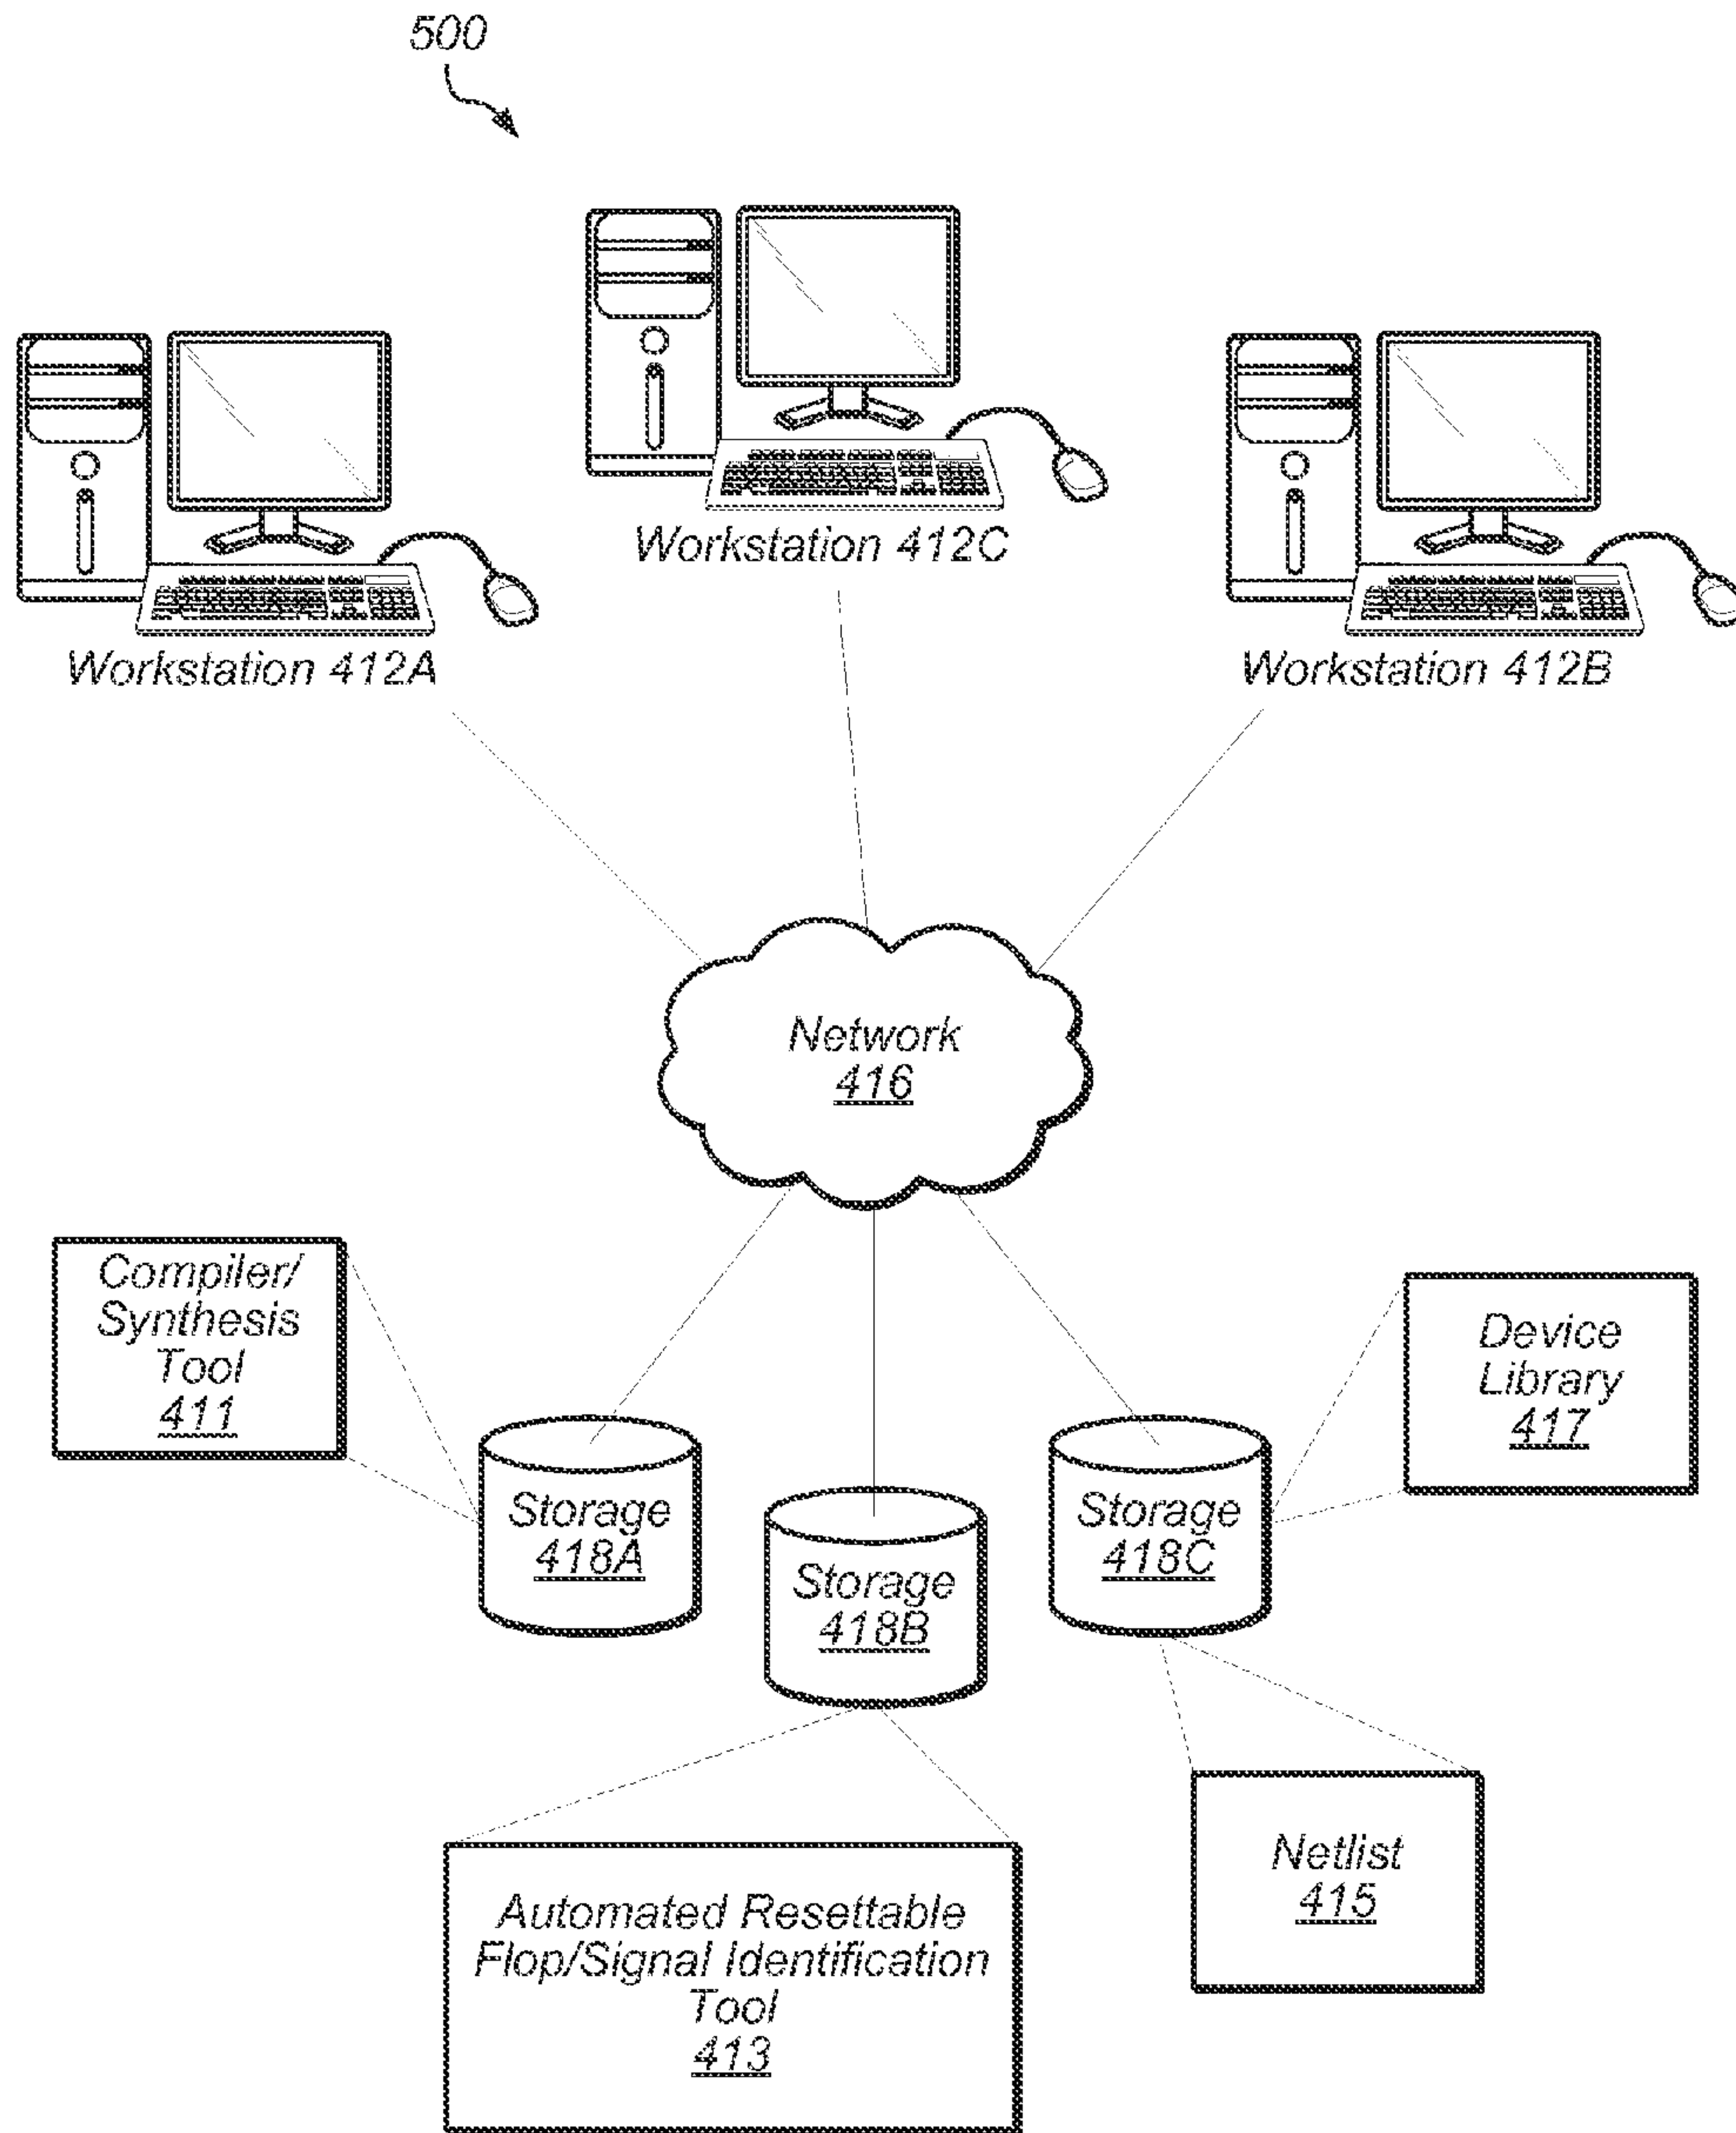 500
Workstation 412C
Workstation 412A
Workstation 412B
Network
416
Compiler/
Synthesis
Tool
411
Device
Library
417
Storage
418A
Storage
418B
Storage
418C
Netlist
415
Automated Resettable
Flop/Signal Identification
Tool
413